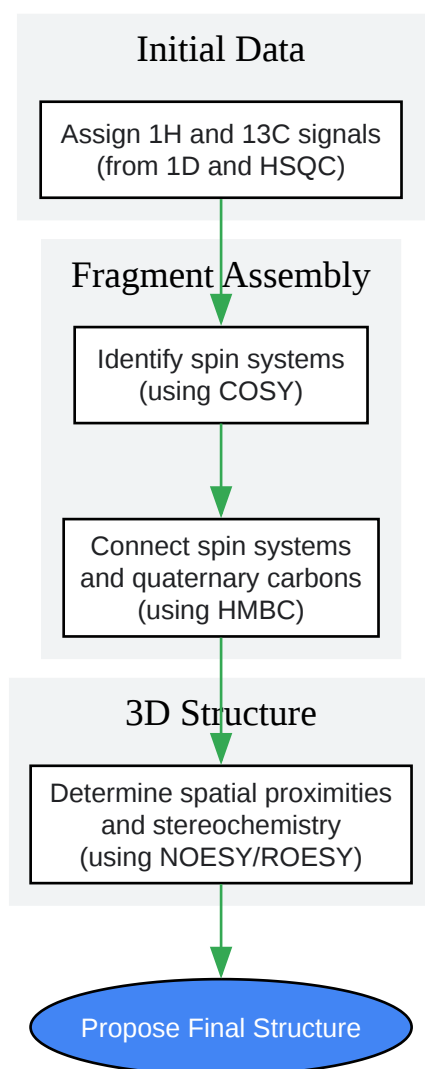 Initial Data
Assign 1H and 13C signals
(from 1D and HSQC)
Fragment Assembly
Identify spin systems
(using COSY)
Connect spin systems
and quaternary carbons
(using HMBC)
3D Structure
Determine spatial proximities
and stereochemistry
(using NOESY/ROESY)
Propose Final Structure